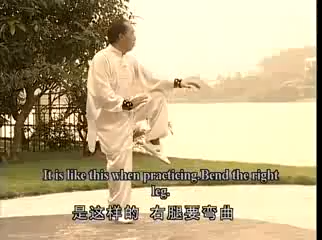 It is like this when practicing.Bend the right
leg.
是这样的 右腿要弯曲